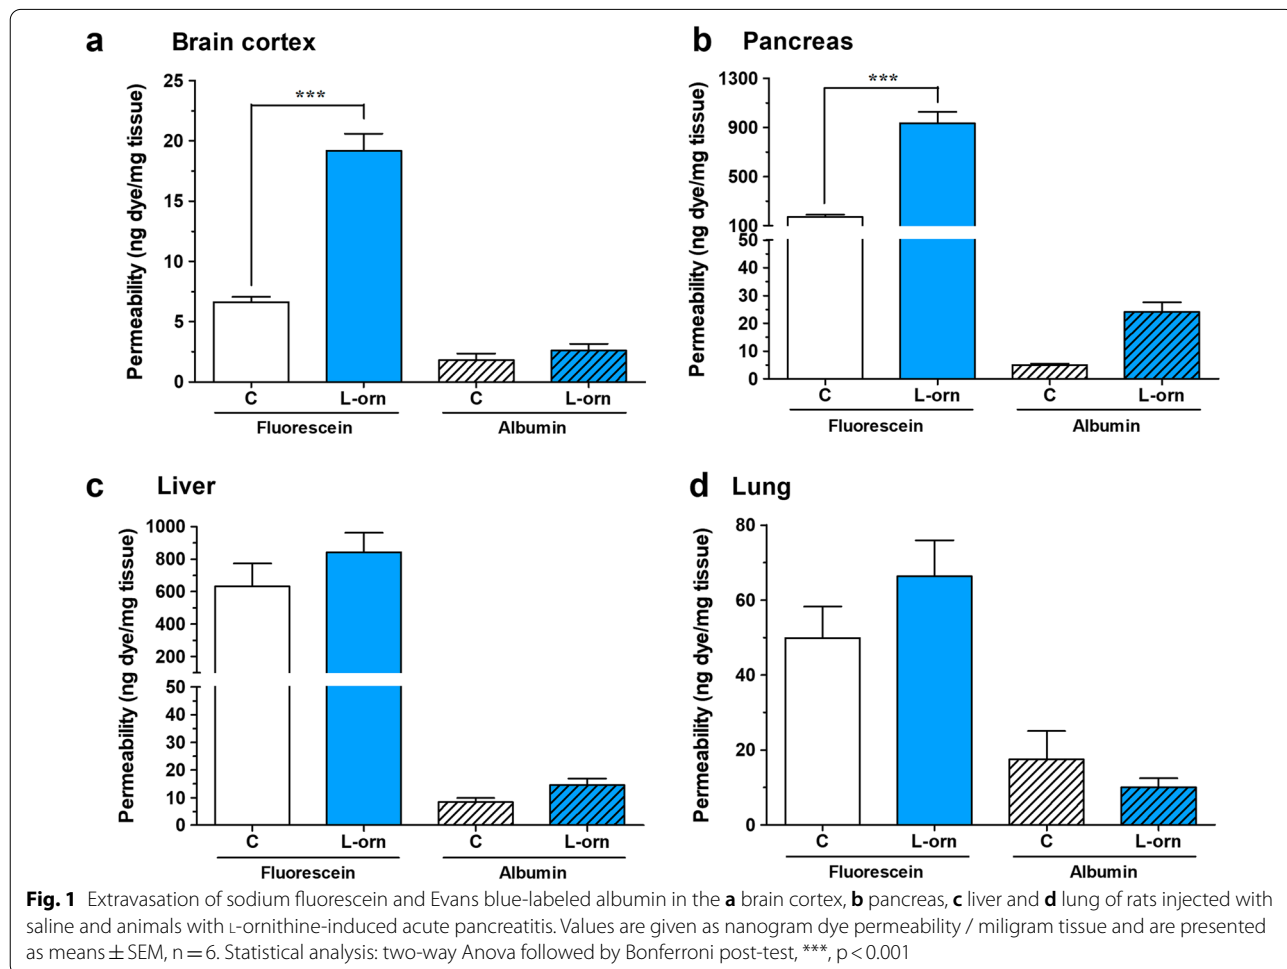 a Brain cortex
Permeability (ng dye/mg tissue)
25
20
15
10
5
0
***
C L-orn C L-orn
Fluorescein Albumin
b Pancreas
Permeability (ng dye/mg tissue)
1300
900
500
100
50
40
30
20
10
0
***
C L-orn C L-orn
Fluorescein Albumin
c Liver
Permeability (ng dye/mg tissue)
1000
800
600
400
200
50
40
30
20
10
0
C L-orn C L-orn
Fluorescein Albumin
d Lung
Permeability (ng dye/mg tissue)
80
60
40
20
0
C L-orn C L-orn
Fluorescein Albumin
Fig. 1 Extravasation of sodium fluorescein and Evans blue-labeled albumin in the a brain cortex, b pancreas, c liver and d lung of rats injected with
saline and animals with L-ornithine-induced acute pancreatitis. Values are given as nanogram dye permeability / miligram tissue and are presented
as means ± SEM, n = 6. Statistical analysis: two-way Anova followed by Bonferroni post-test, ***, p < 0.001